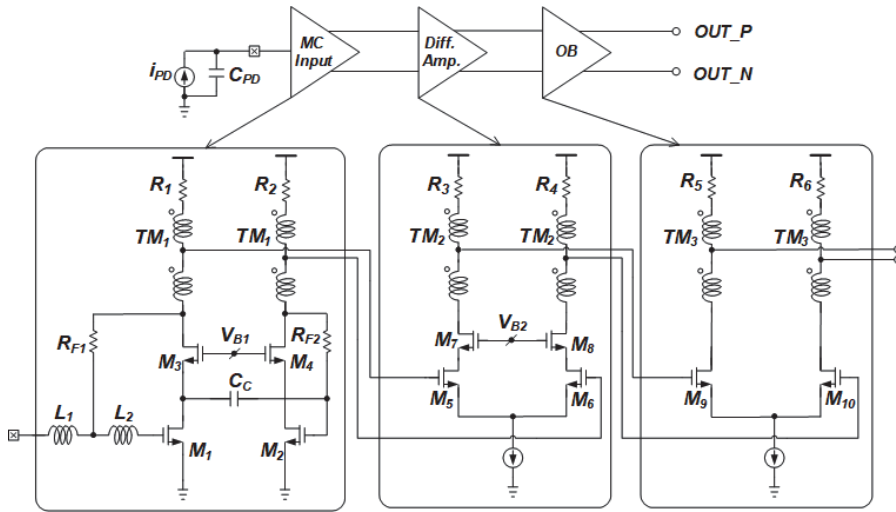 MC Input
Diff. Amp.
OB
OUT_P
OUT_N
iPD
CPD
R1
R2
TM1
TM1
RF1
M3
VB1
M4
RF2
CC
L1
L2
M1
M2
R3
R4
TM2
TM2
M7
VB2
M8
M5
M6
R5
R6
TM3
TM3
M9
M10